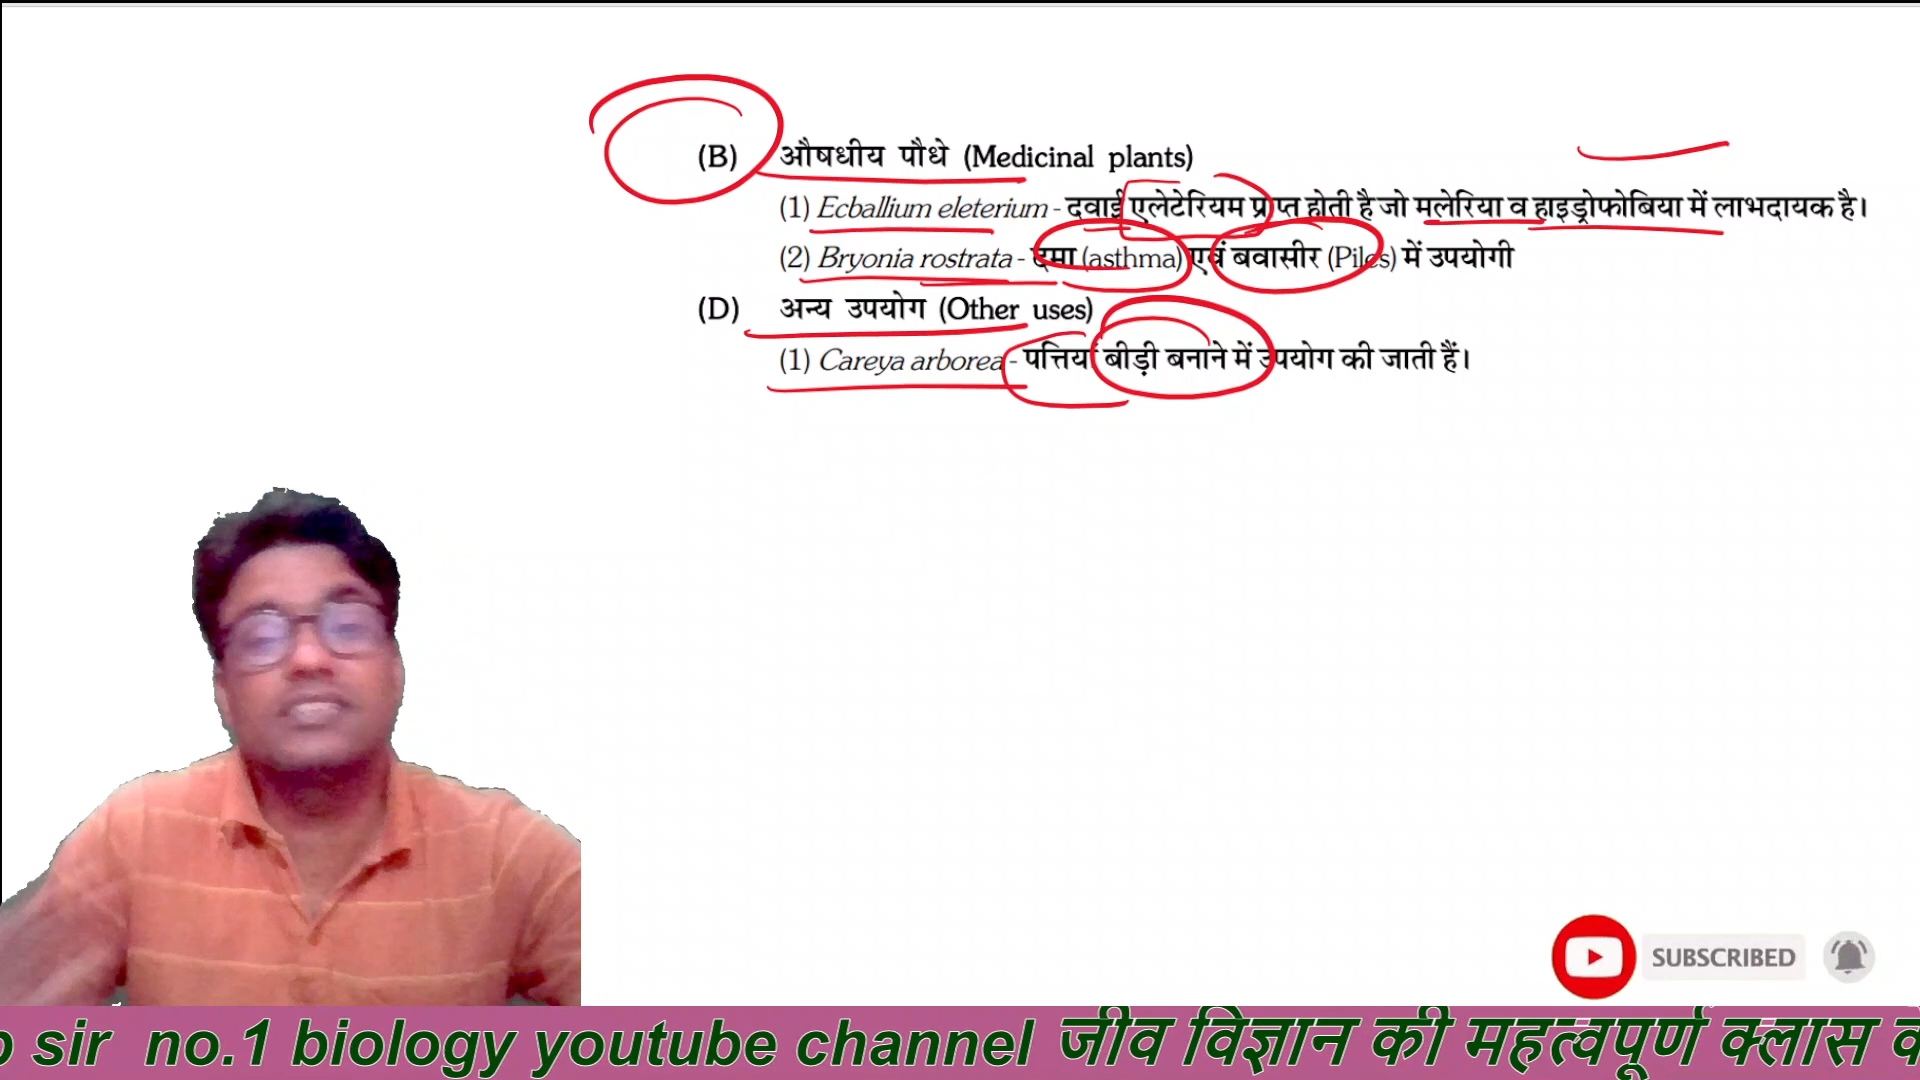 (B) औषधीय पौधे (Medicinal plants)
(1) Ecballium eleterium - दवाई एलेटेरियम प्राप्त होती है जो मलेरिया व हाइड्रोफोबिया में लाभदायक है।
(2) Bryonia rostrata - दमा (asthma) एवं बवासीर (Piles) में उपयोगी
(D) अन्य उपयोग (Other uses)
(1) Careya arborea - पत्तियां बीड़ी बनाने में उपयोग की जाती हैं।
SUBSCRIBED
sir no.1 biology youtube channel जीव विज्ञान की महत्वपूर्ण क्लास